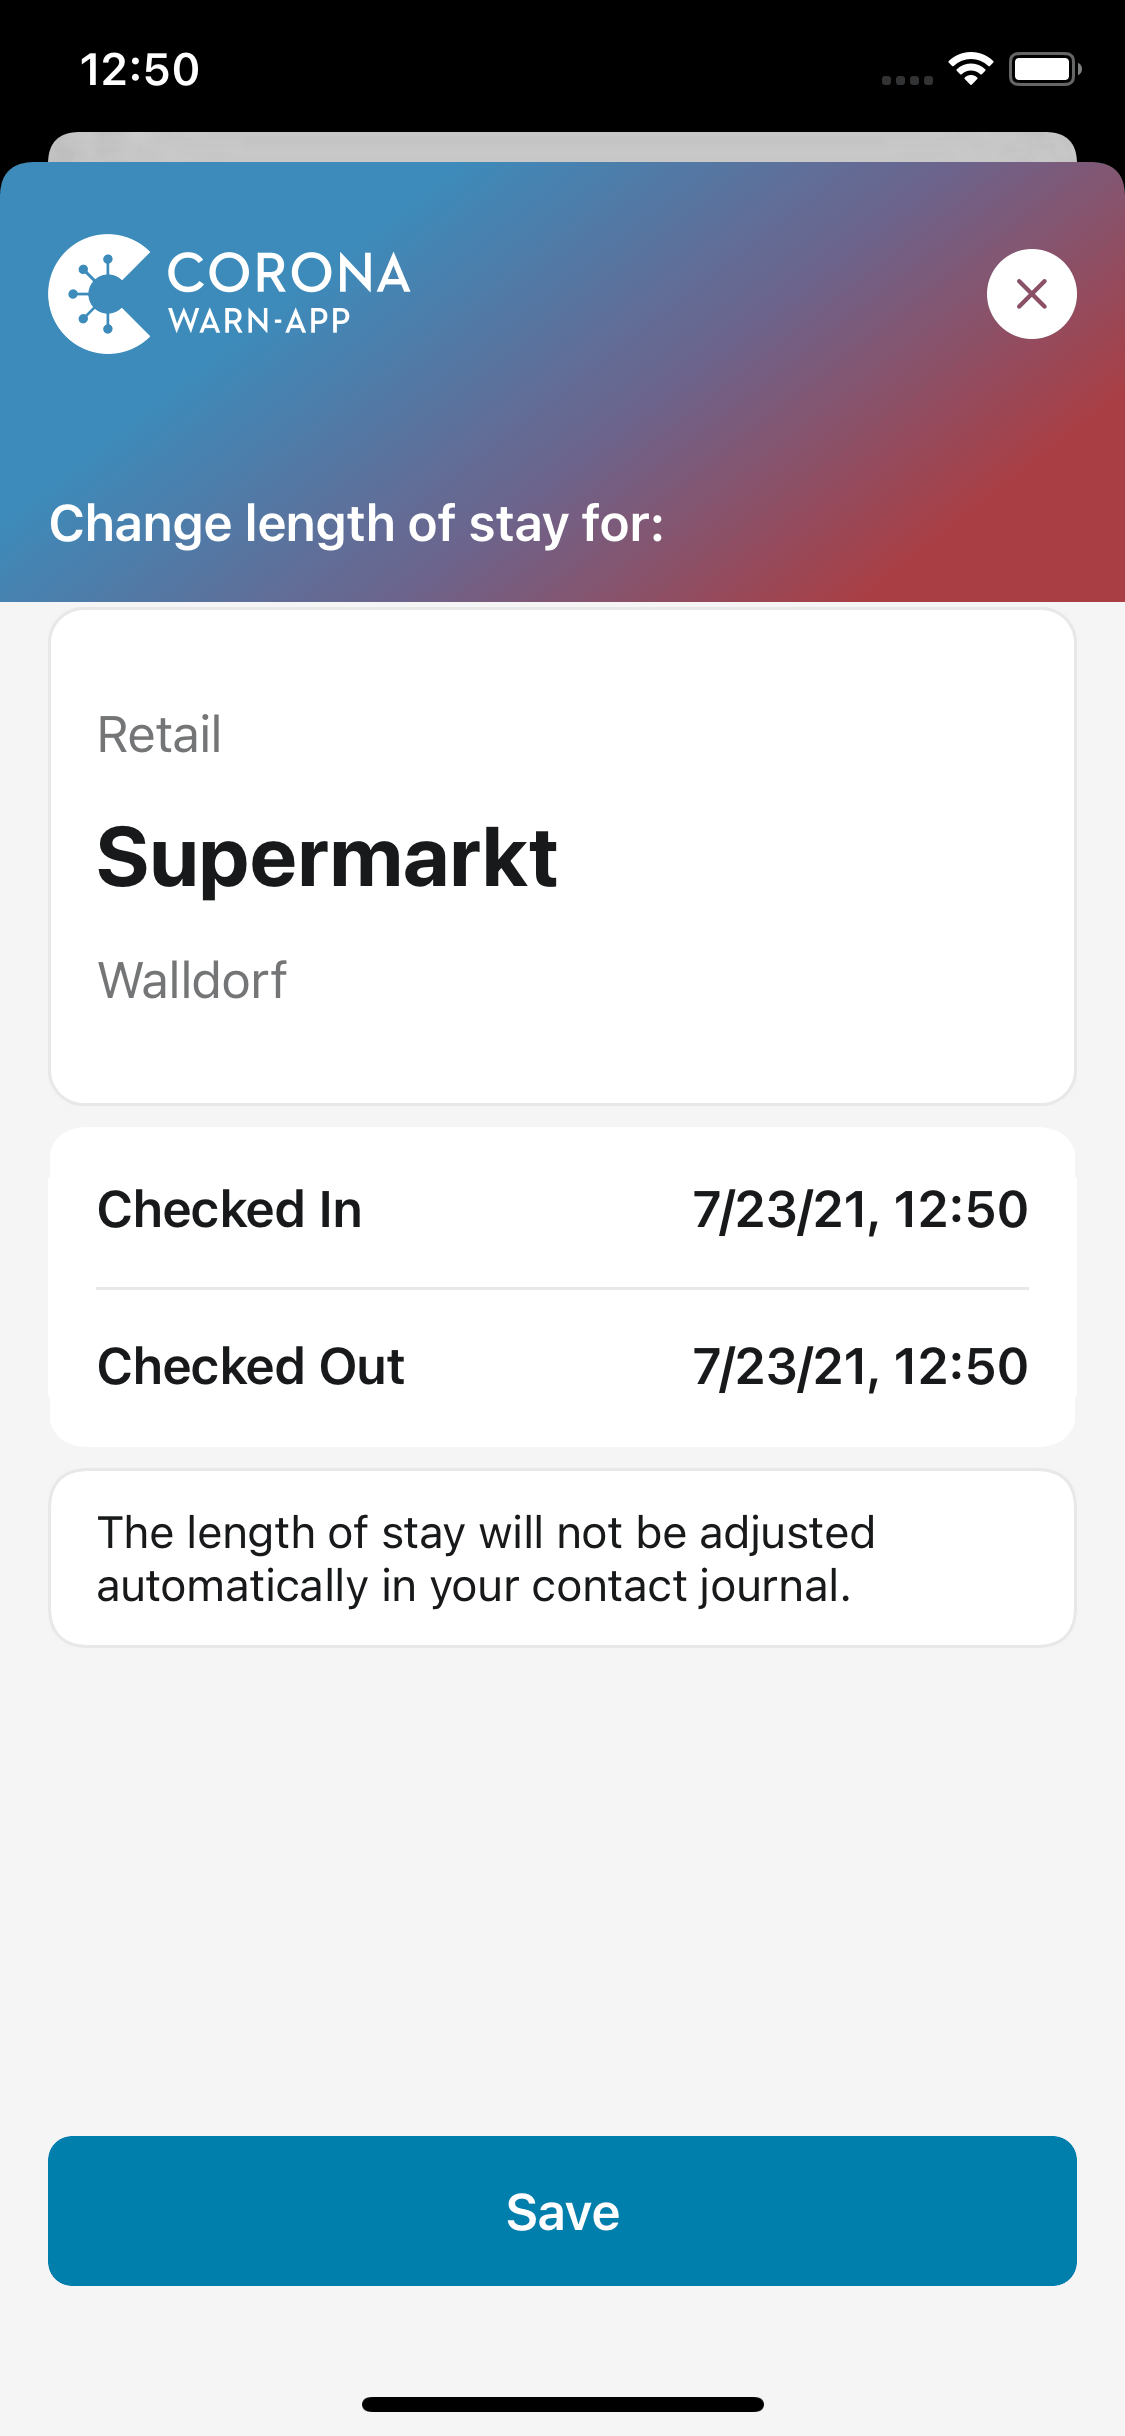 12:50
CORONA
WARN-APP
Change length of stay for:
Retail
Supermarkt
Walldorf
Checked In 7/23/21, 12:50
Checked Out 7/23/21, 12:50
The length of stay will not be adjusted
automatically in your contact journal.
Save